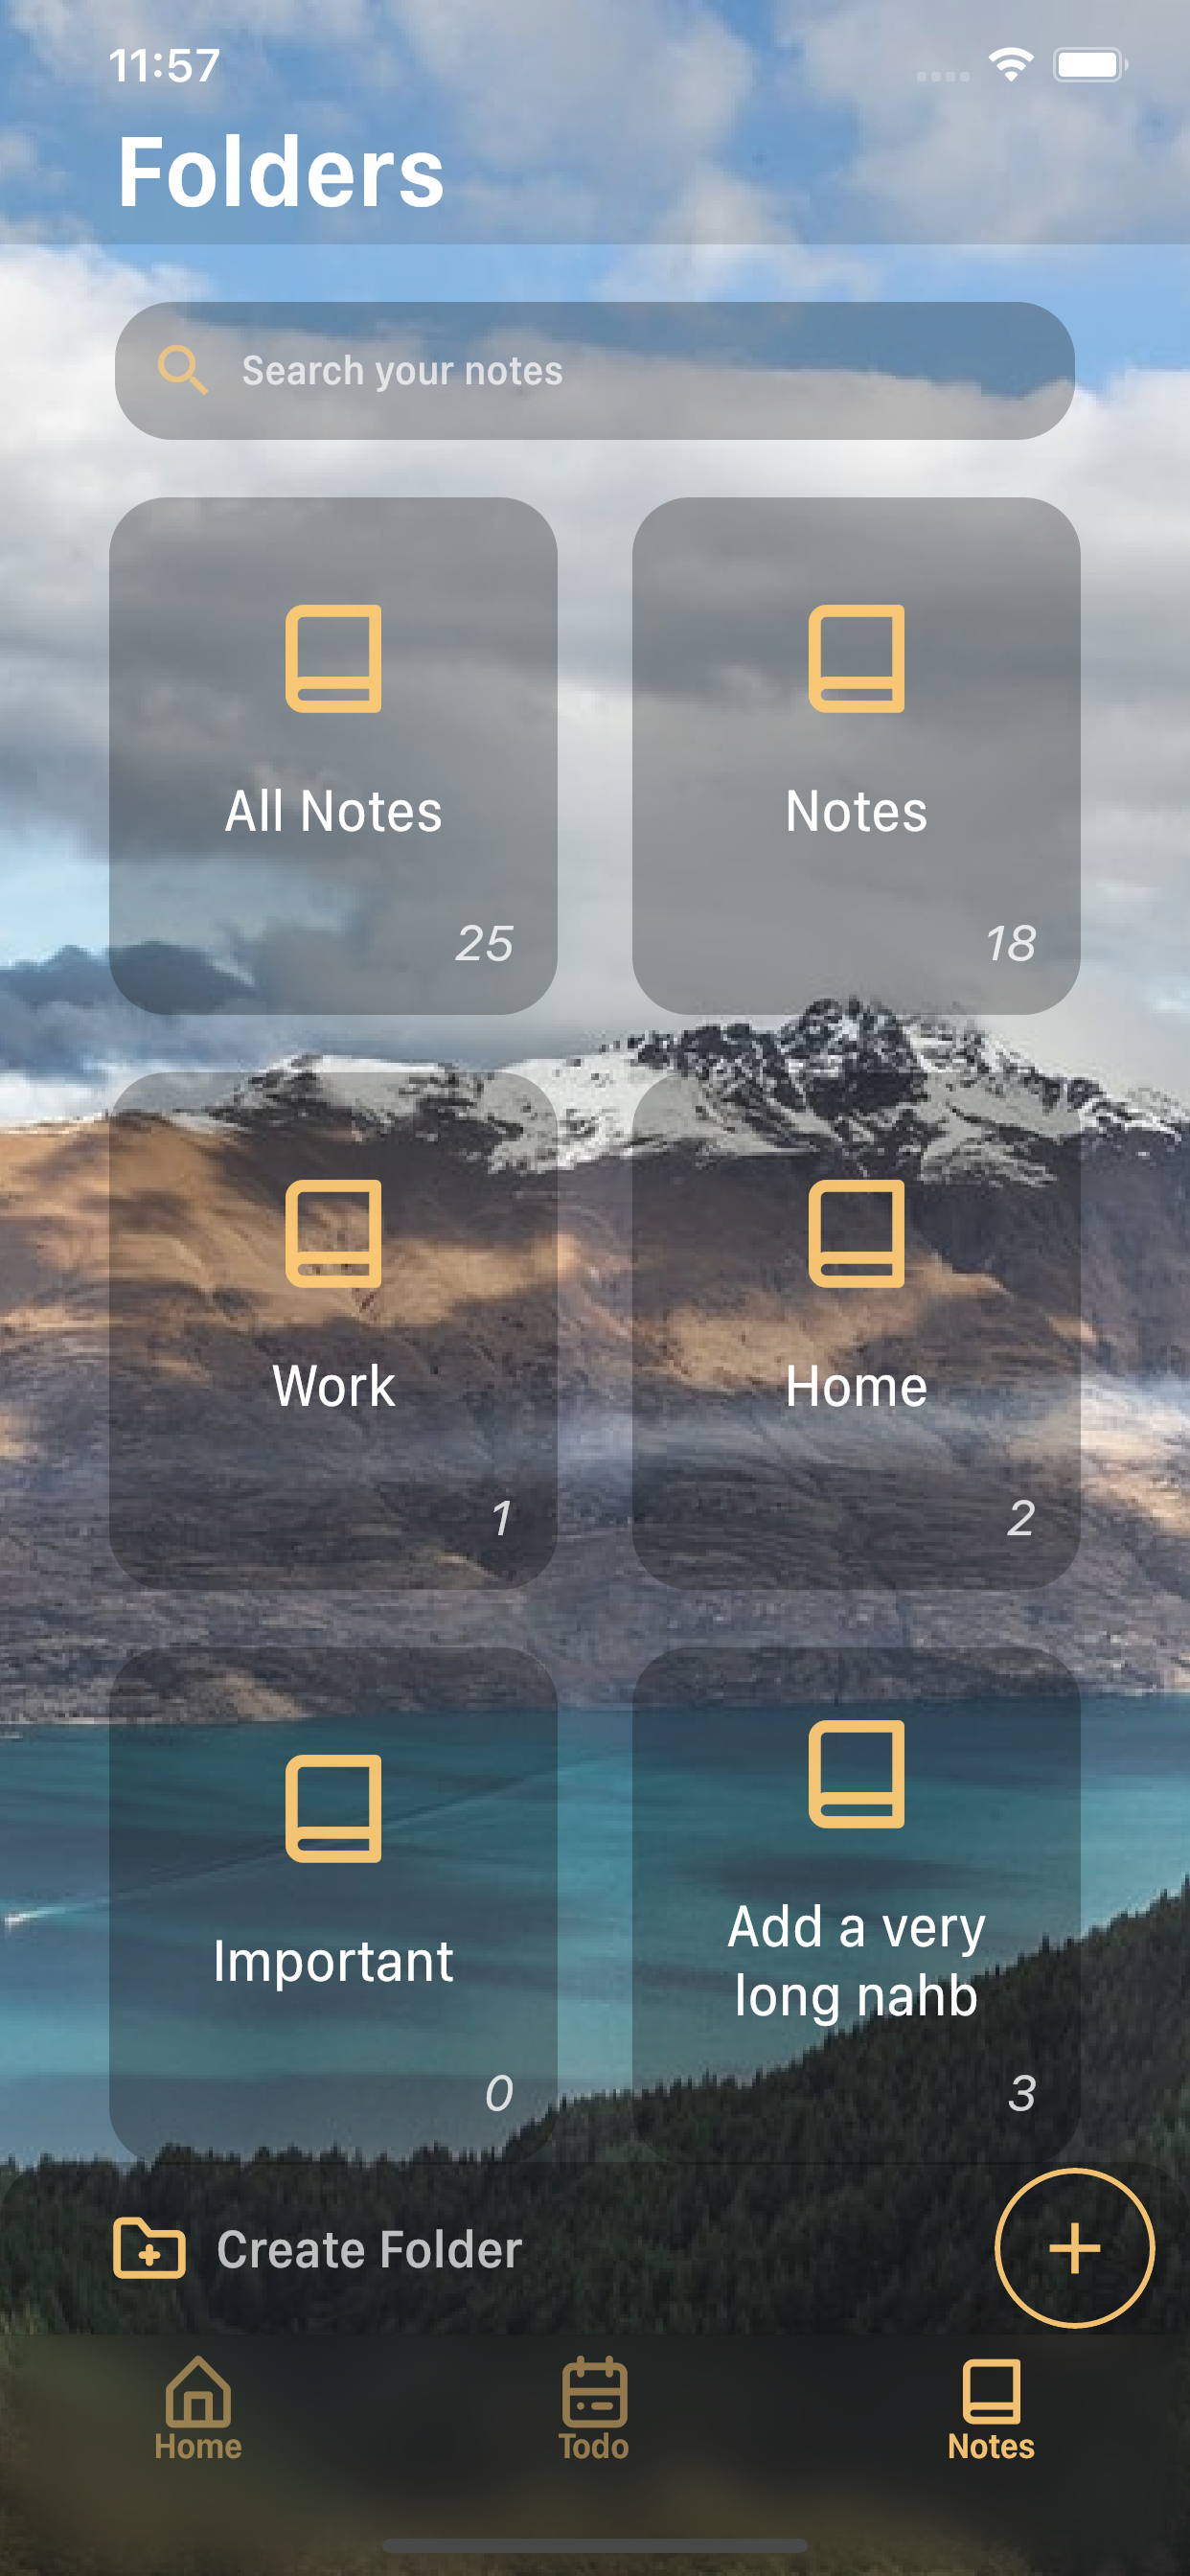 11:57
Folders
Search your notes
All Notes
25
Notes
18
Work
1
Home
2
Important
0
Add a very
long nahb
3
Create Folder
Home
Todo
Notes